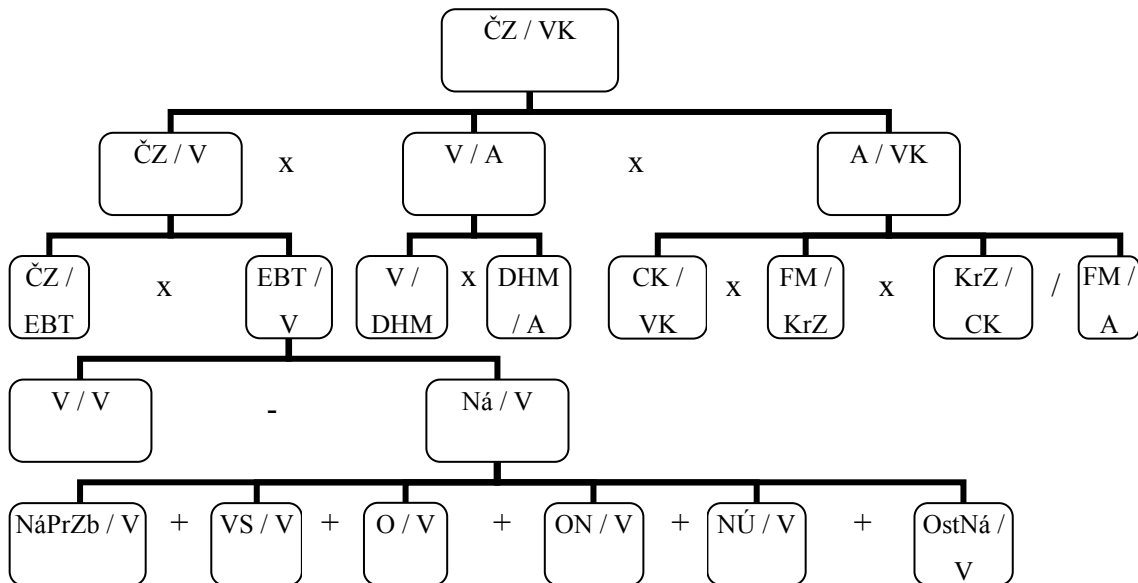 ČZ / VK
ČZ / V x V / A x A / VK
ČZ / EBT / V / DHM CK / FM / KrZ / FM /
x x x x /
EBT V DHM / A VK KrZ CK A
V / V - Ná / V
NáPrZb / V + VS / V + O / V + ON / V + NÚ / V + OstNá /
V